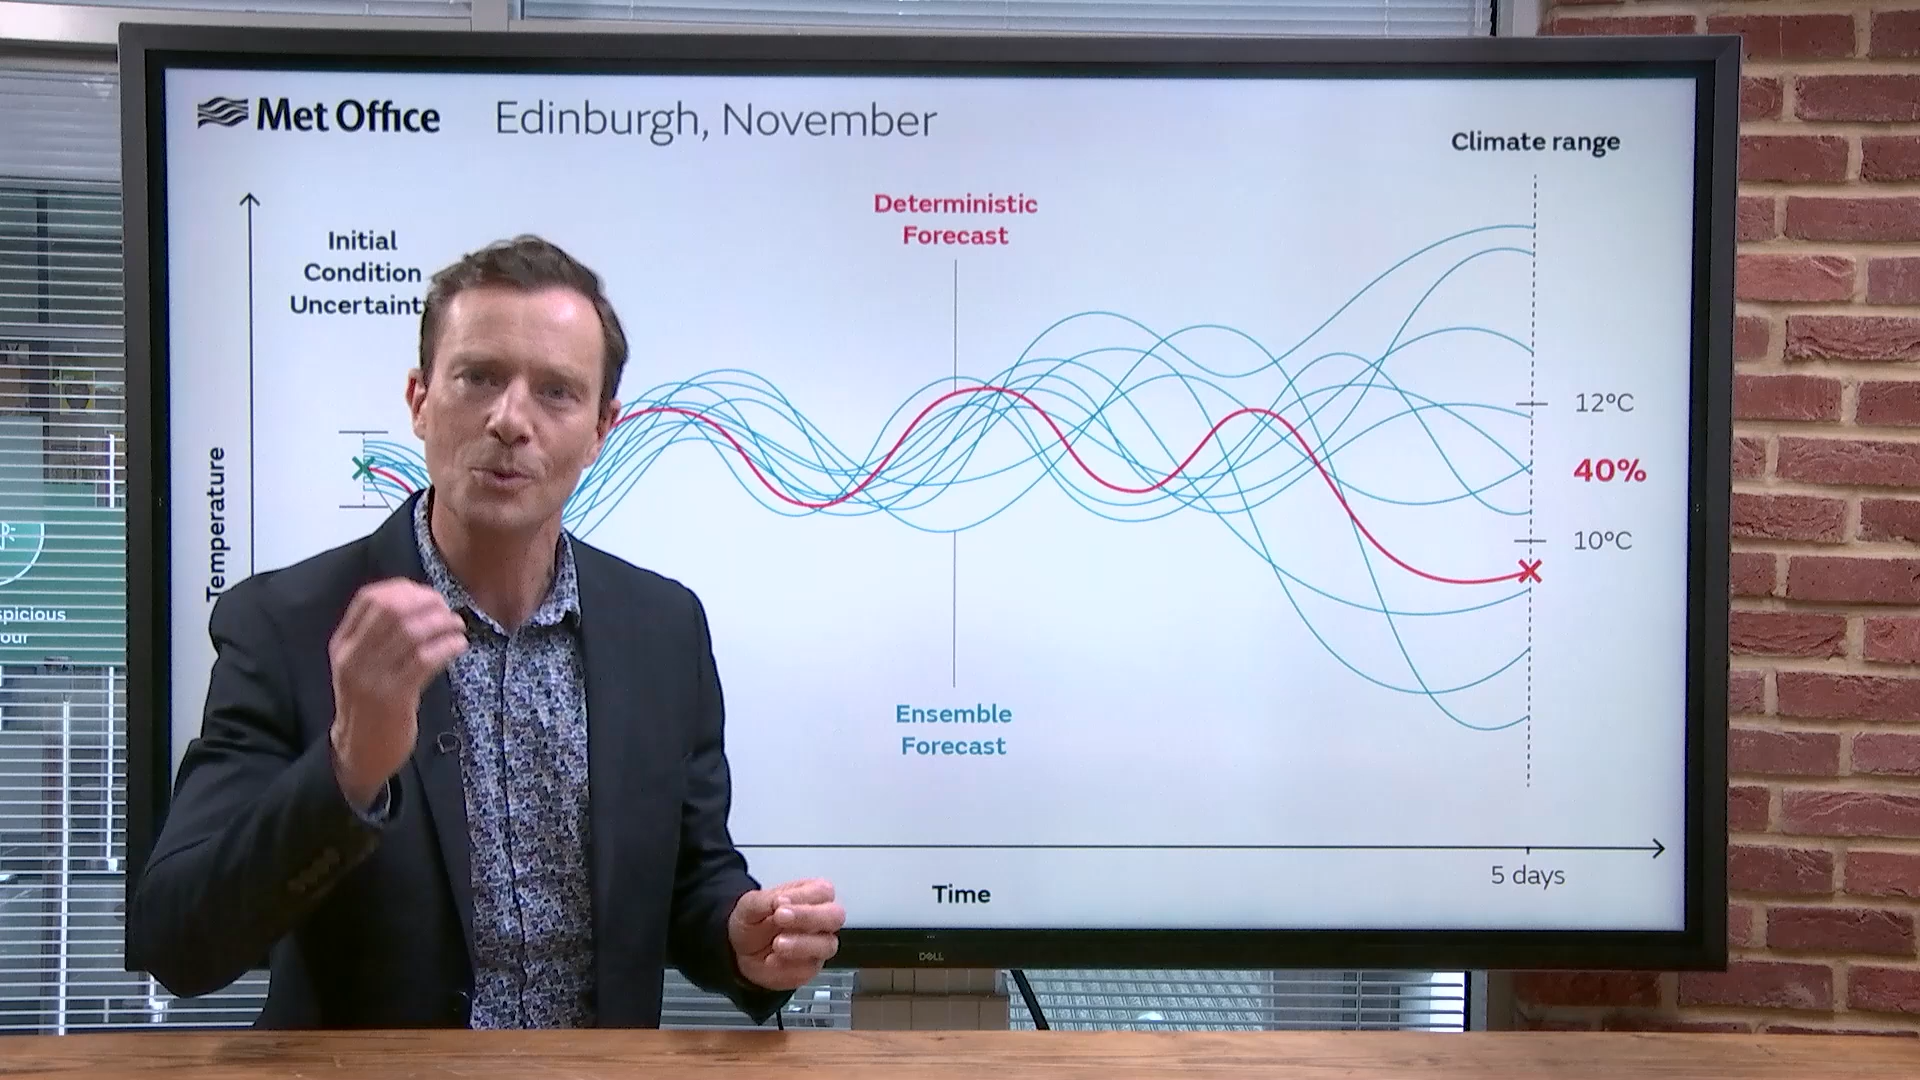 Met Office
Edinburgh, November
Climate range
Deterministic
Forecast
Initial
Condition
Uncertaint
12°C
40%
10°C
Temperature
Ensemble
Forecast
5 days
Time
DELL
spicious
our